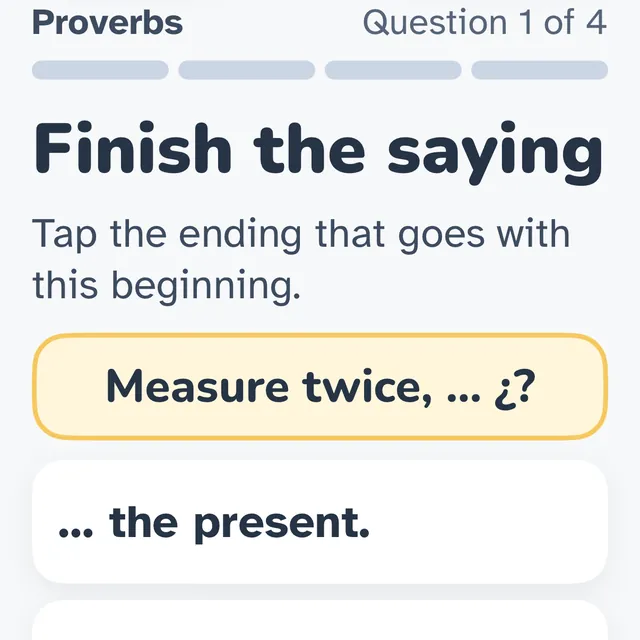 Proverbs
Question 1 of 4
Finish the saying
Tap the ending that goes with
this beginning.
Measure twice, ... ¿?
... the present.